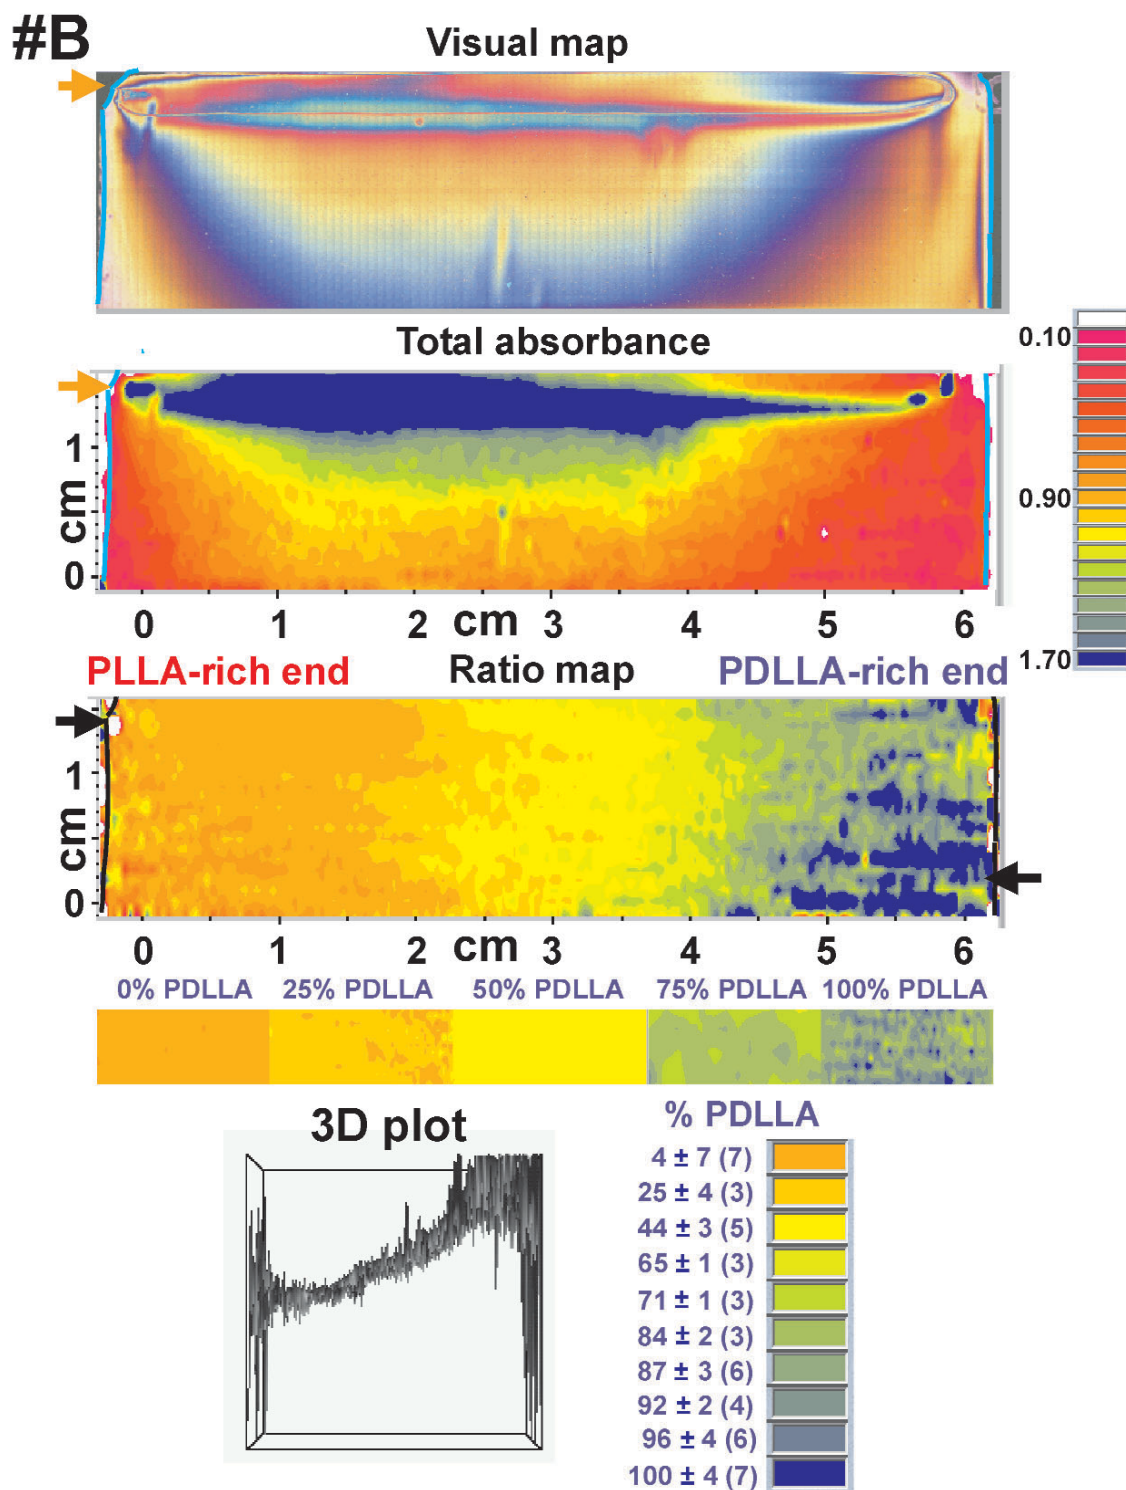 #B
Visual map
Total absorbance
0.10
0.90
1.70
1
0
cm
0 1 2 cm 3 4 5 6
PLLA-rich end Ratio map PDLLA-rich end
1
0
cm
0 1 2 cm 3 4 5 6
0% PDLLA 25% PDLLA 50% PDLLA 75% PDLLA 100% PDLLA
3D plot
% PDLLA
4 ± 7 (7)
25 ± 4 (3)
44 ± 3 (5)
65 ± 1 (3)
71 ± 1 (3)
84 ± 2 (3)
87 ± 3 (6)
92 ± 2 (4)
96 ± 4 (6)
100 ± 4 (7)